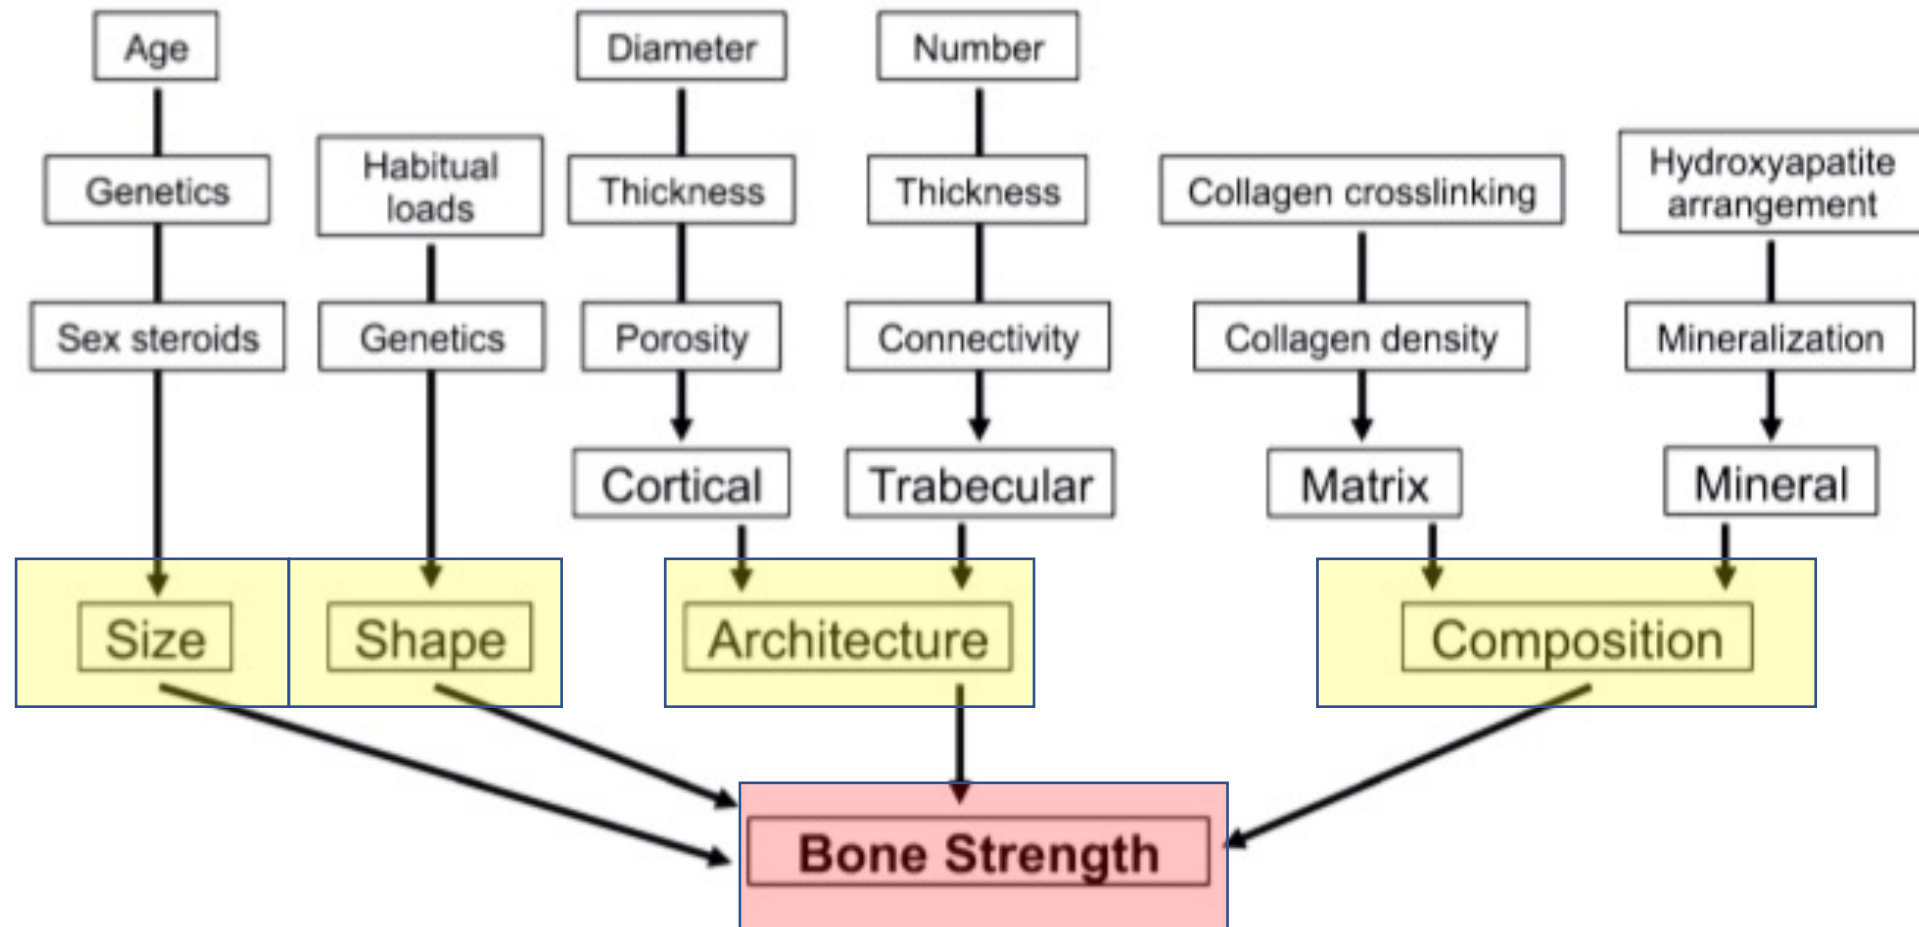 Age
Diameter
Number
Genetics
Habitual
loads
Thickness
Thickness
Collagen crosslinking
Hydroxyapatite
arrangement
Sex steroids
Genetics
Porosity
Connectivity
Collagen density
Mineralization
Cortical
Trabecular
Matrix
Mineral
Size
Shape
Architecture
Composition
Bone Strength